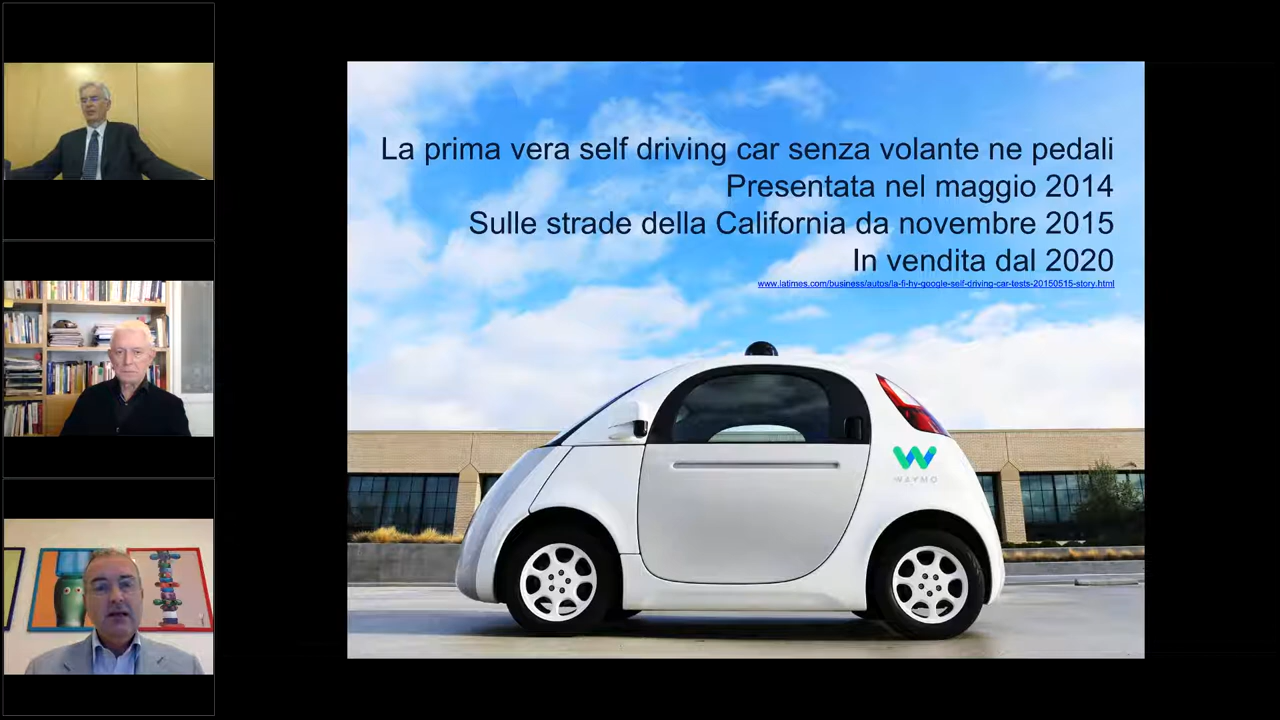 La prima vera self driving car senza volante ne pedali
Presentata nel maggio 2014
Sulle strade della California da novembre 2015
In vendita dal 2020
www.latimes.com/business/autos/la-fi-hy-google-self-driving-car-tests-20150515-story.html
WAYMO